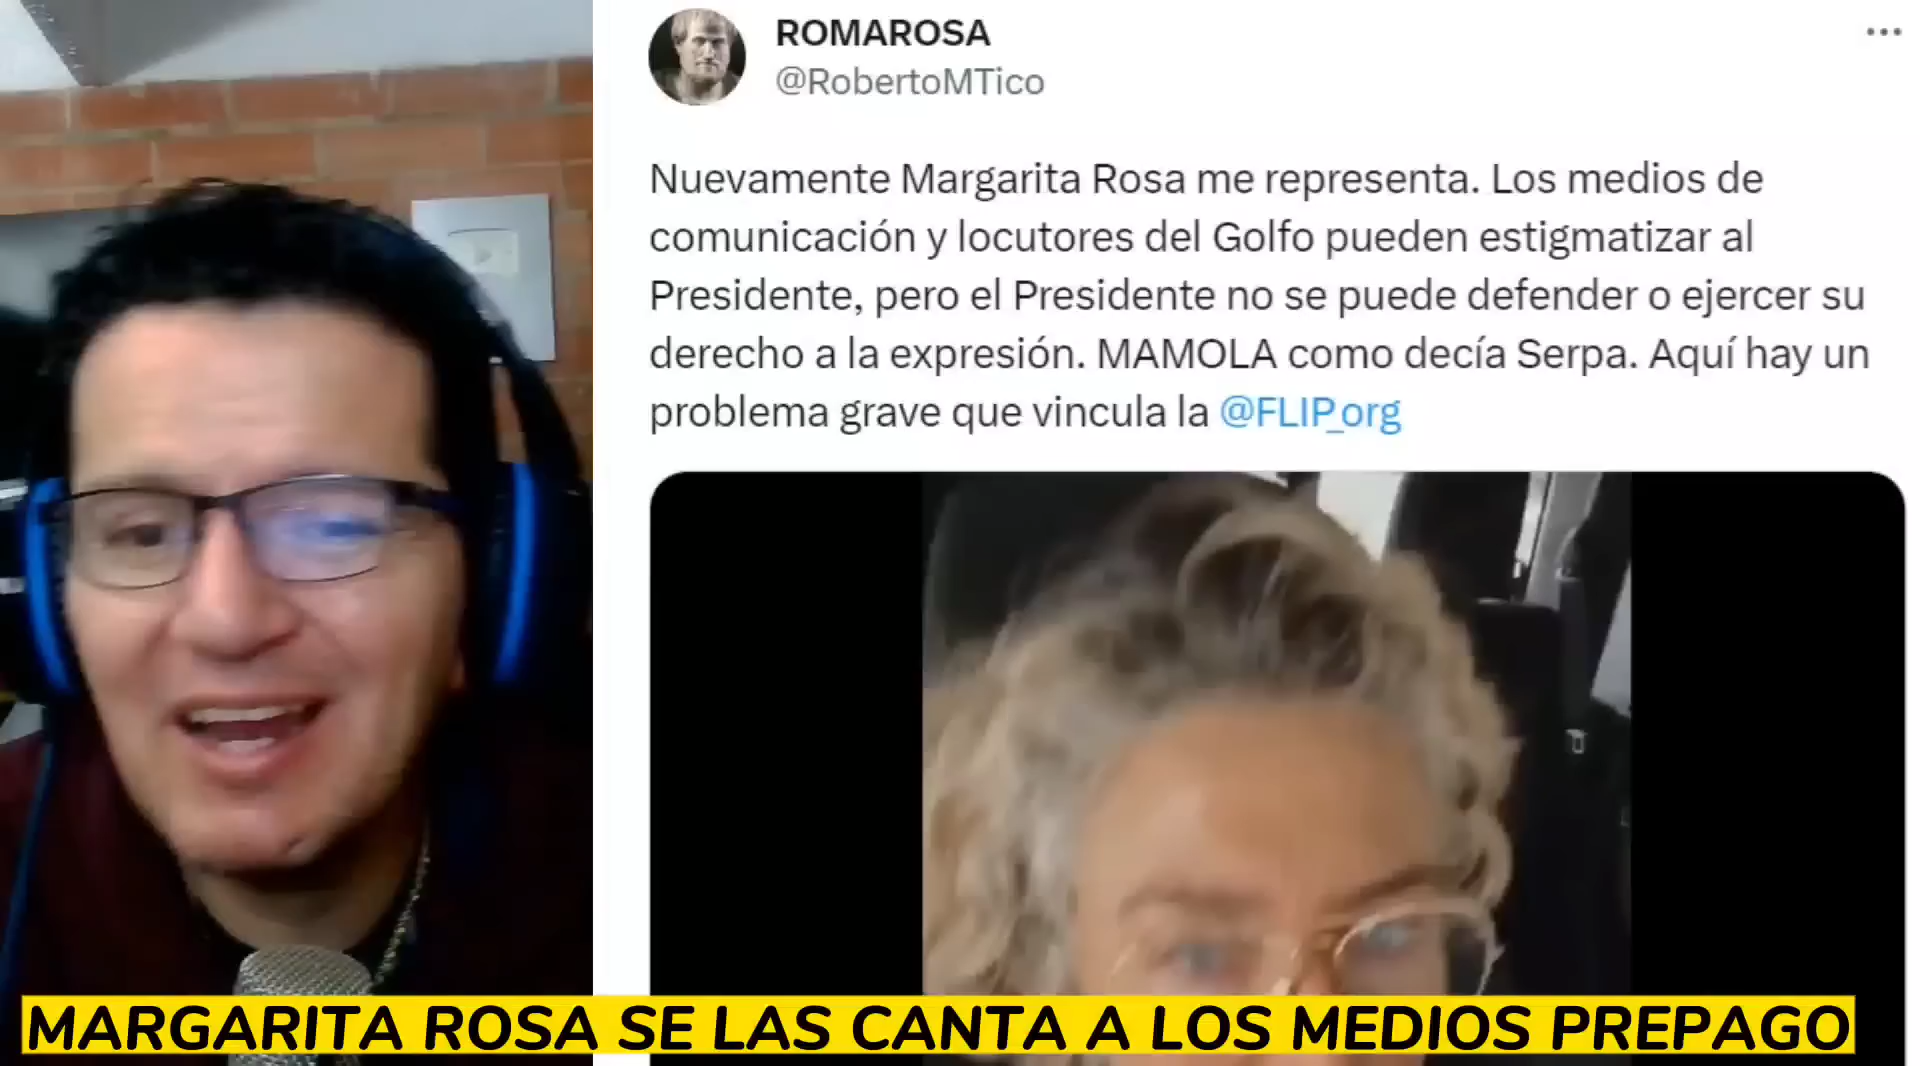 ROMAROSA
@RobertoMTico
Nuevamente Margarita Rosa me representa. Los medios de
comunicación y locutores del Golfo pueden estigmatizar al
Presidente, pero el Presidente no se puede defender o ejercer su
derecho a la expresión. MAMOLA como decía Serpa. Aquí hay un
problema grave que vincula la @FLIP_org
MARGARITA ROSA SE LAS CANTA A LOS MEDIOS PREPAGO